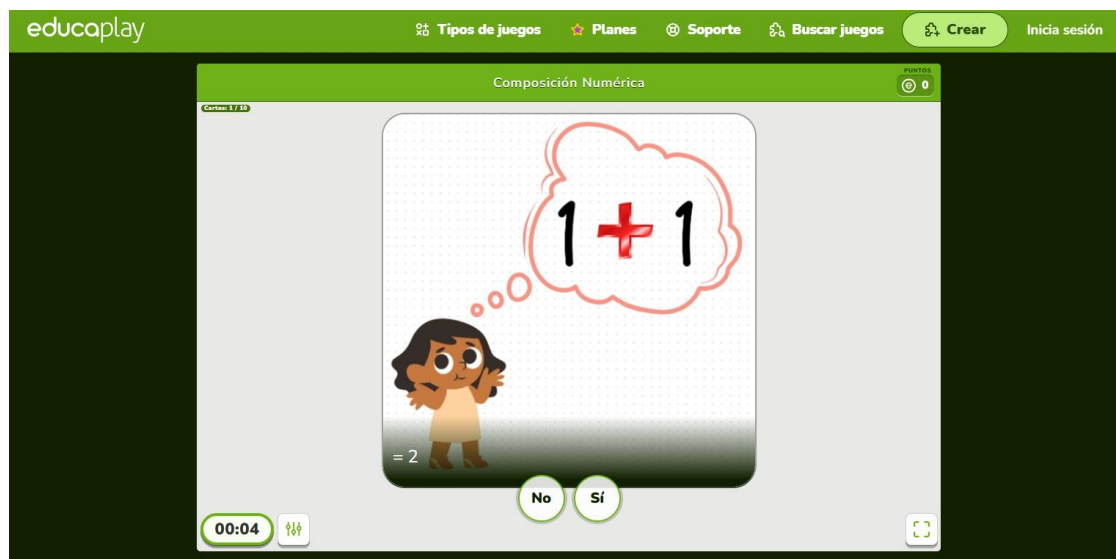 educaplay
Tipos de juegos
Planes
Soporte
Buscar juegos
Crear
Inicia sesión
Composición Numérica
PUNTOS
0
Cartas: 1 / 10
1 + 1
= 2
No
Sí
00:04